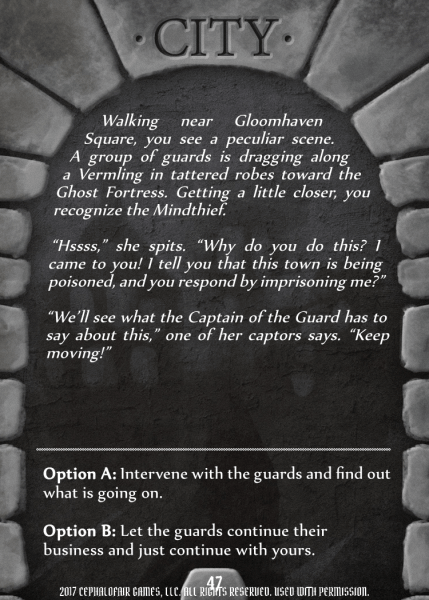 · CITY ·
Walking near Gloomhaven
Square, you see a peculiar scene.
A group of guards is dragging along
a Vermling in tattered robes toward the
Ghost Fortress. Getting a little closer, you
recognize the Mindthief.
“Hssss,” she spits. “Why do you do this? I
came to you! I tell you that this town is being
poisoned, and you respond by imprisoning me?”
“We’ll see what the Captain of the Guard has to
say about this,” one of her captors says. “Keep
moving!”
Option A: Intervene with the guards and find out
what is going on.
Option B: Let the guards continue their
business and just continue with yours.
47
2017 CEPHALOFAIR GAMES, LLC. ALL RIGHTS RESERVED. USED WITH PERMISSION.